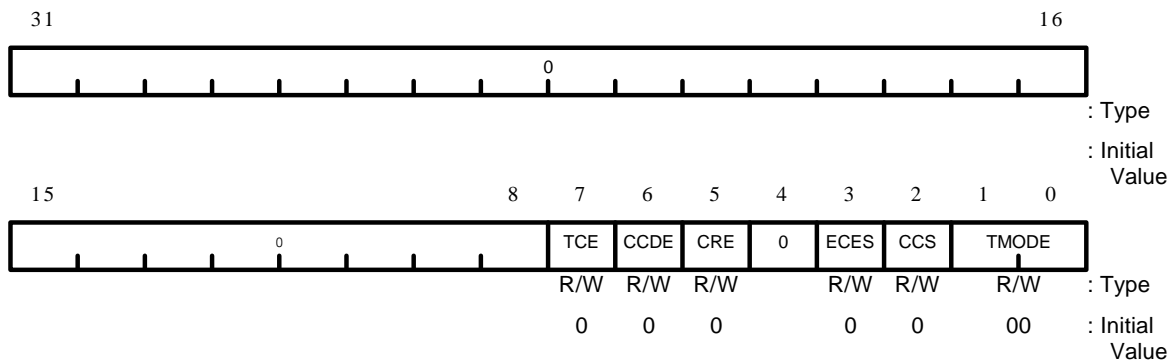 31 16
0
: Type
: Initial
Value
15 8 7 6 5 4 3 2 1 0
0 TCE CCDE CRE 0 ECES CCS TMODE
R/W R/W R/W R/W R/W R/W : Type
0 0 0 0 0 00 : Initial
Value